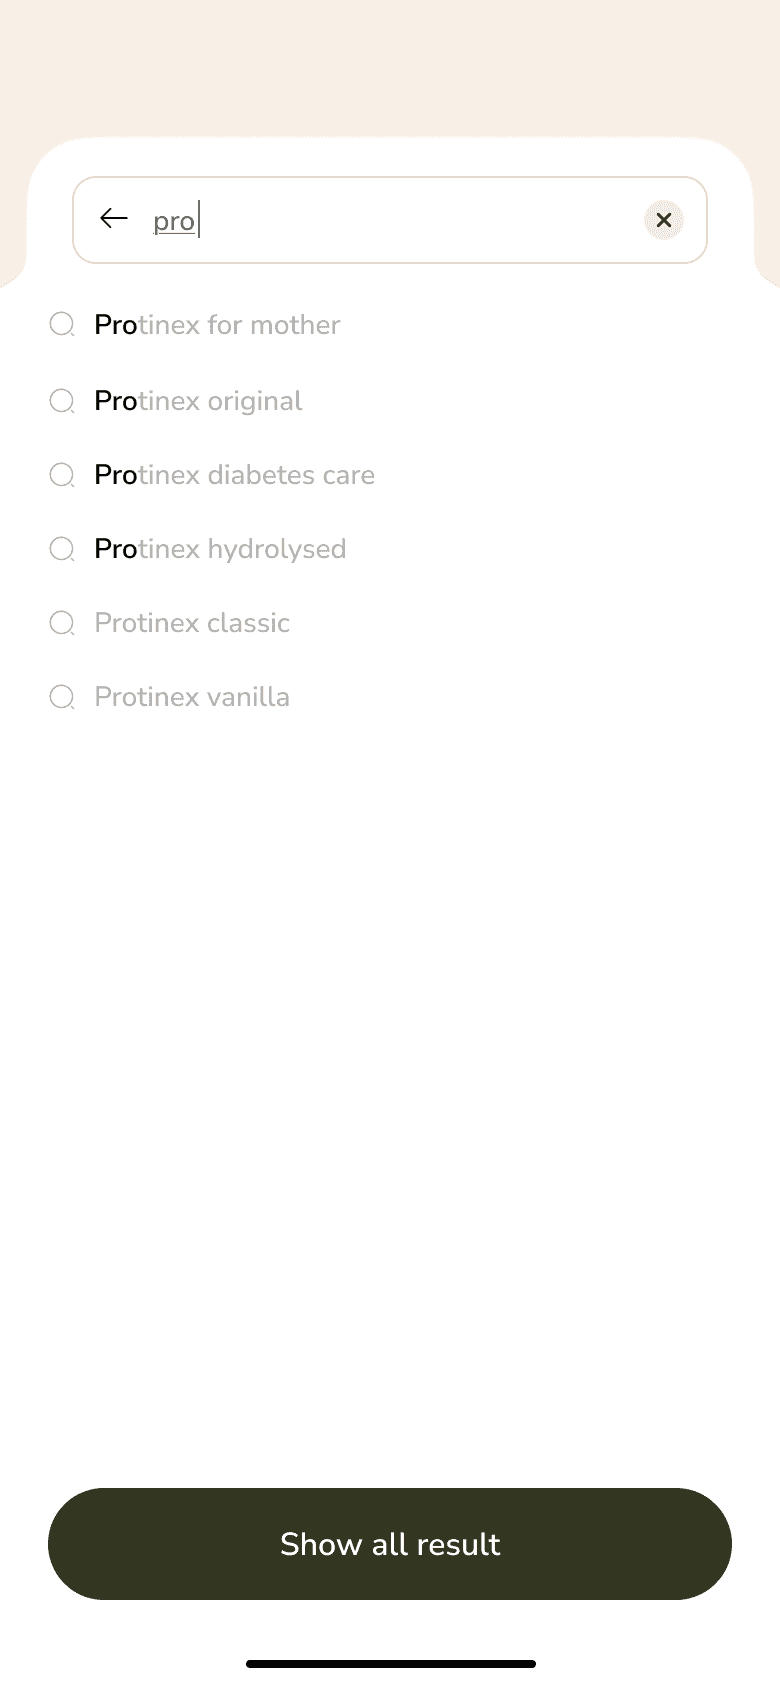 pro
Protinex for mother
Protinex original
Protinex diabetes care
Protinex hydrolysed
Protinex classic
Protinex vanilla
Show all result